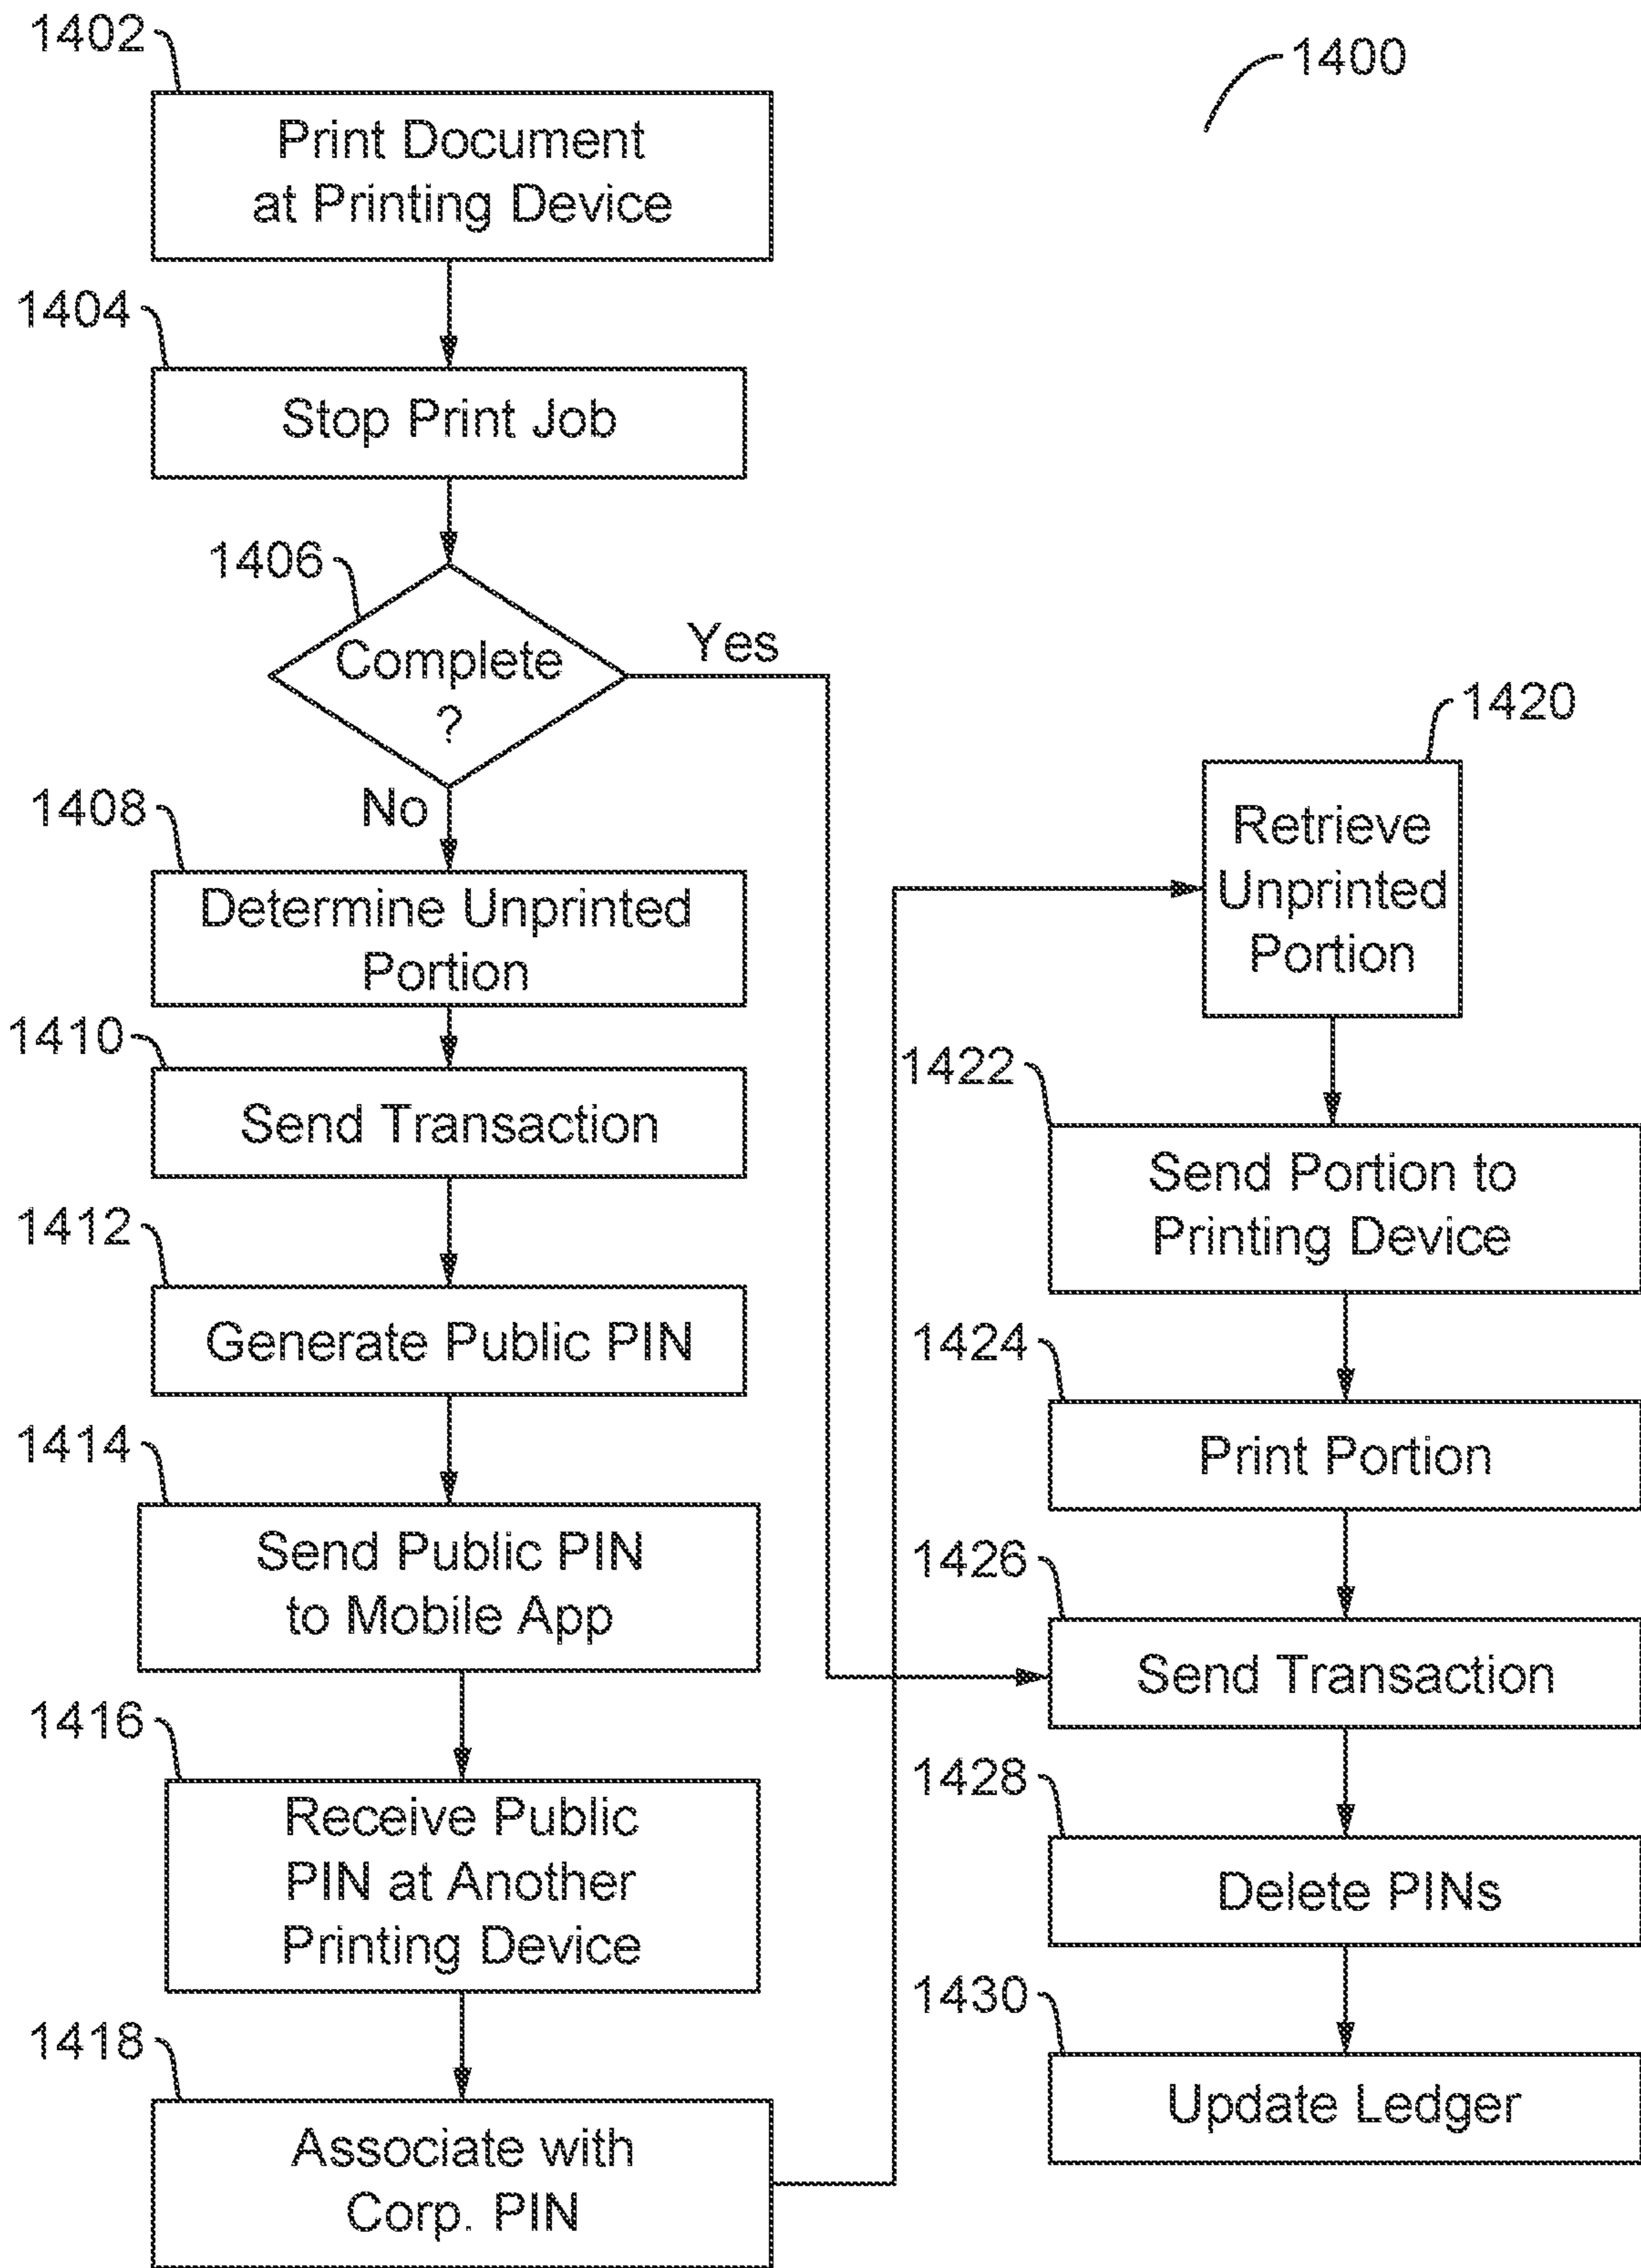 1400
1402
Print Document
at Printing Device
1404
Stop Print Job
1406
Complete
?
Yes
No
1408
Determine Unprinted
Portion
1410
Send Transaction
1412
Generate Public PIN
1414
Send Public PIN
to Mobile App
1416
Receive Public
PIN at Another
Printing Device
1418
Associate with
Corp. PIN
1420
Retrieve
Unprinted
Portion
1422
Send Portion to
Printing Device
1424
Print Portion
1426
Send Transaction
1428
Delete PINs
1430
Update Ledger